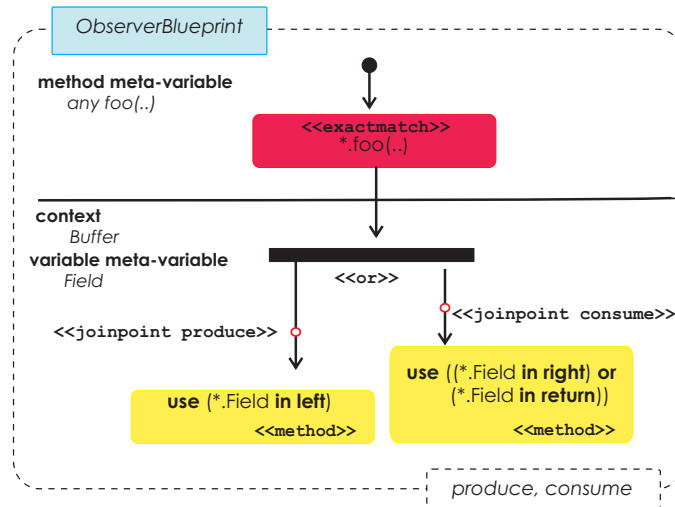 ObserverBlueprint
method meta-variable
any foo(..)
<<exactmatch>>
*.foo(..)
context
Buffer
variable meta-variable
Field
<<or>>
<<joinpoint produce>>
<<joinpoint consume>>
use (*.Field in left)
<<method>>
use ((*.Field in right) or
(*.Field in return))
<<method>>
produce, consume